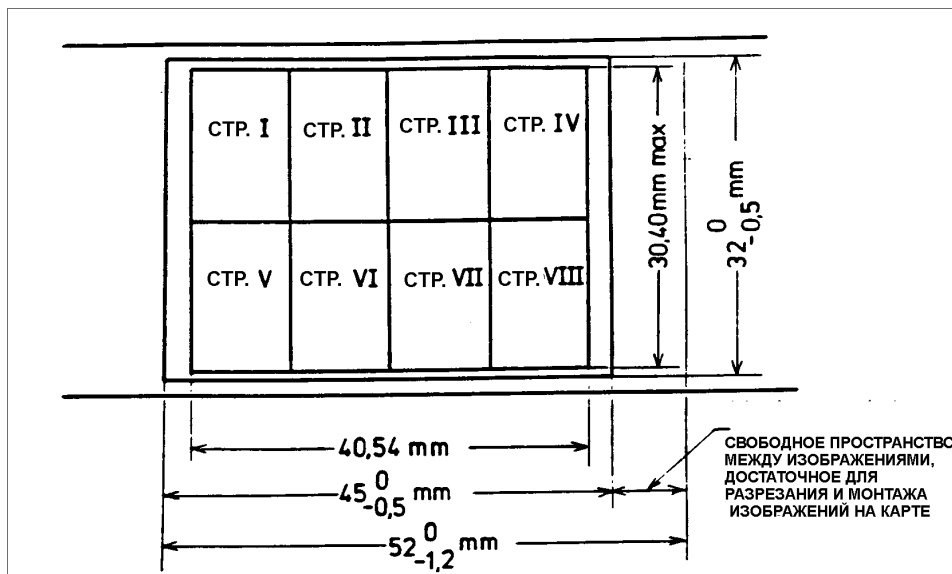 СТР. I
СТР. II
СТР. III
СТР. IV
СТР. V
СТР. VI
СТР. VII
СТР. VIII
30,40mm max
32 0 -0,5 mm
40,54 mm
45 0 -0,5 mm
52 0 -1,2 mm
СВОБОДНОЕ ПРОСТРАНСТВО
МЕЖДУ ИЗОБРАЖЕНИЯМИ,
ДОСТАТОЧНОЕ ДЛЯ
РАЗРЕЗАНИЯ И МОНТАЖА
ИЗОБРАЖЕНИЙ НА КАРТЕ